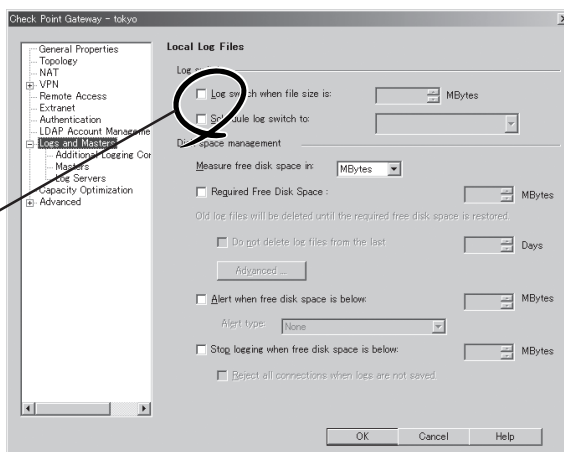 Check Point Gateway - tokyo
General Properties
Topology
NAT
VPN
Remote Access
Extranet
Authentication
LDAP Account Manageme
Logs and Masters
Additional Logging Cor
Masters
Log Servers
Capacity Optimization
Advanced
Local Log Files
Log
Log switch when file size is:
MBytes
Schedule log switch to:
Disk space management
Measure free disk space in:
MBytes
Required Free Disk Space :
MBytes
Old log files will be deleted until the required free disk space is restored.
Do not delete log files from the last
Days
Advanced ...
Alert when free disk space is below:
MBytes
Alert type:
None
Stop logging when free disk space is below:
MBytes
Reject all connections when logs are not saved.
OK
Cancel
Help